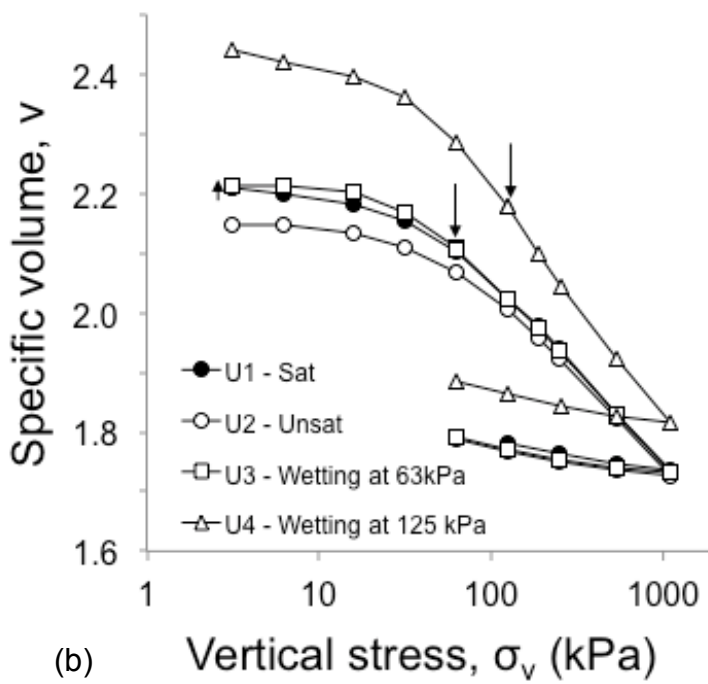 Specific volume, v
2.4
2.2
2.0
1.8
1.6
U1 - Sat
U2 - Unsat
U3 - Wetting at 63kPa
U4 - Wetting at 125 kPa
1 10 100 1000
(b) Vertical stress, σv (kPa)